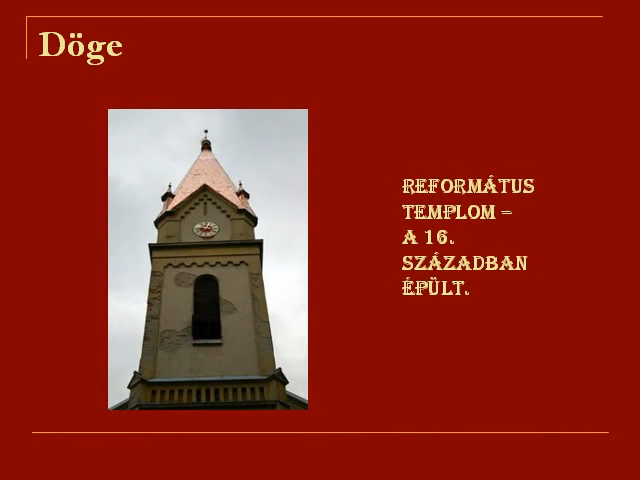 Döge
Református
templom –
a 16.
században
épült.